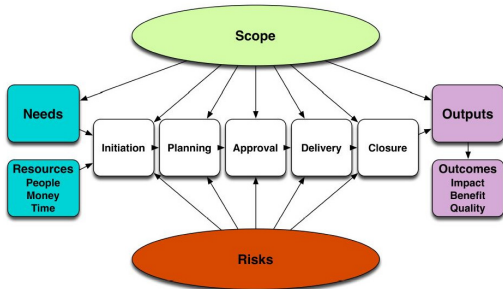 Scope
Needs
Outputs
Initiation
Planning
Approval
Delivery
Closure
Resources
People
Money
Time
Outcomes
Impact
Benefit
Quality
Risks